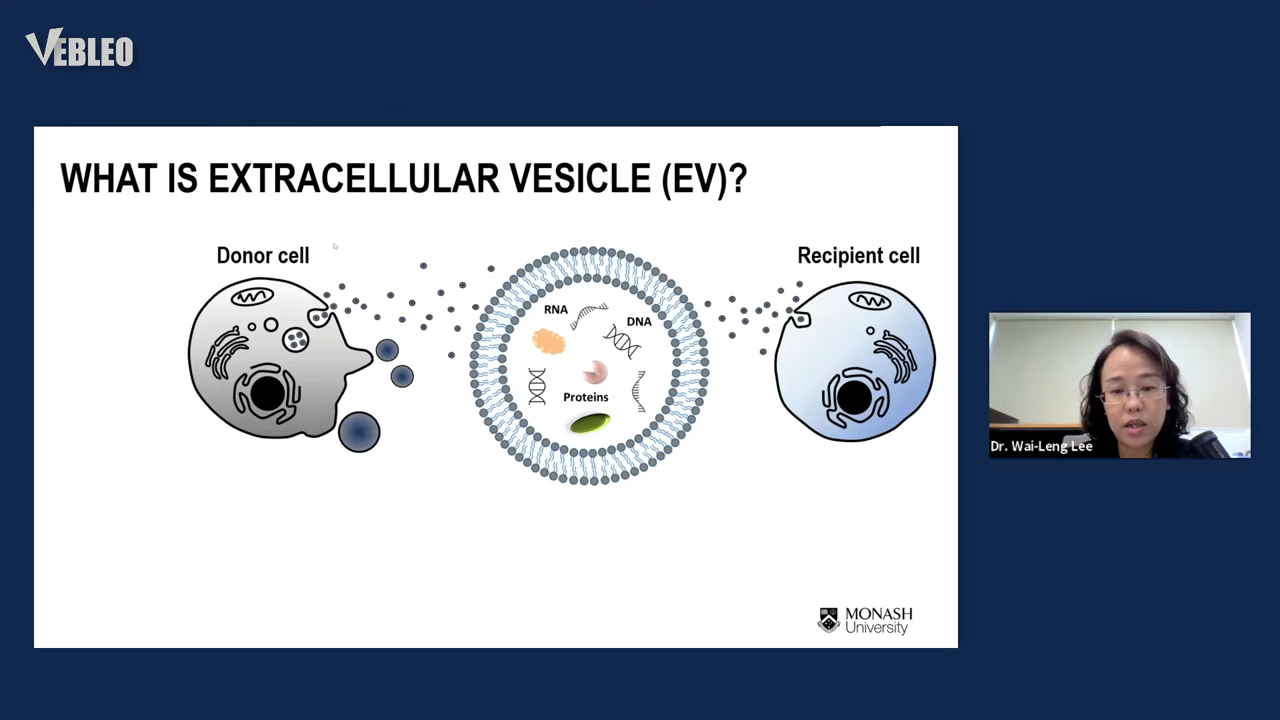 VEBLEO
WHAT IS EXTRACELLULAR VESICLE (EV)?
Donor cell
Recipient cell
RNA
DNA
Proteins
Dr. Wai-Leng Lee
MONASH
University